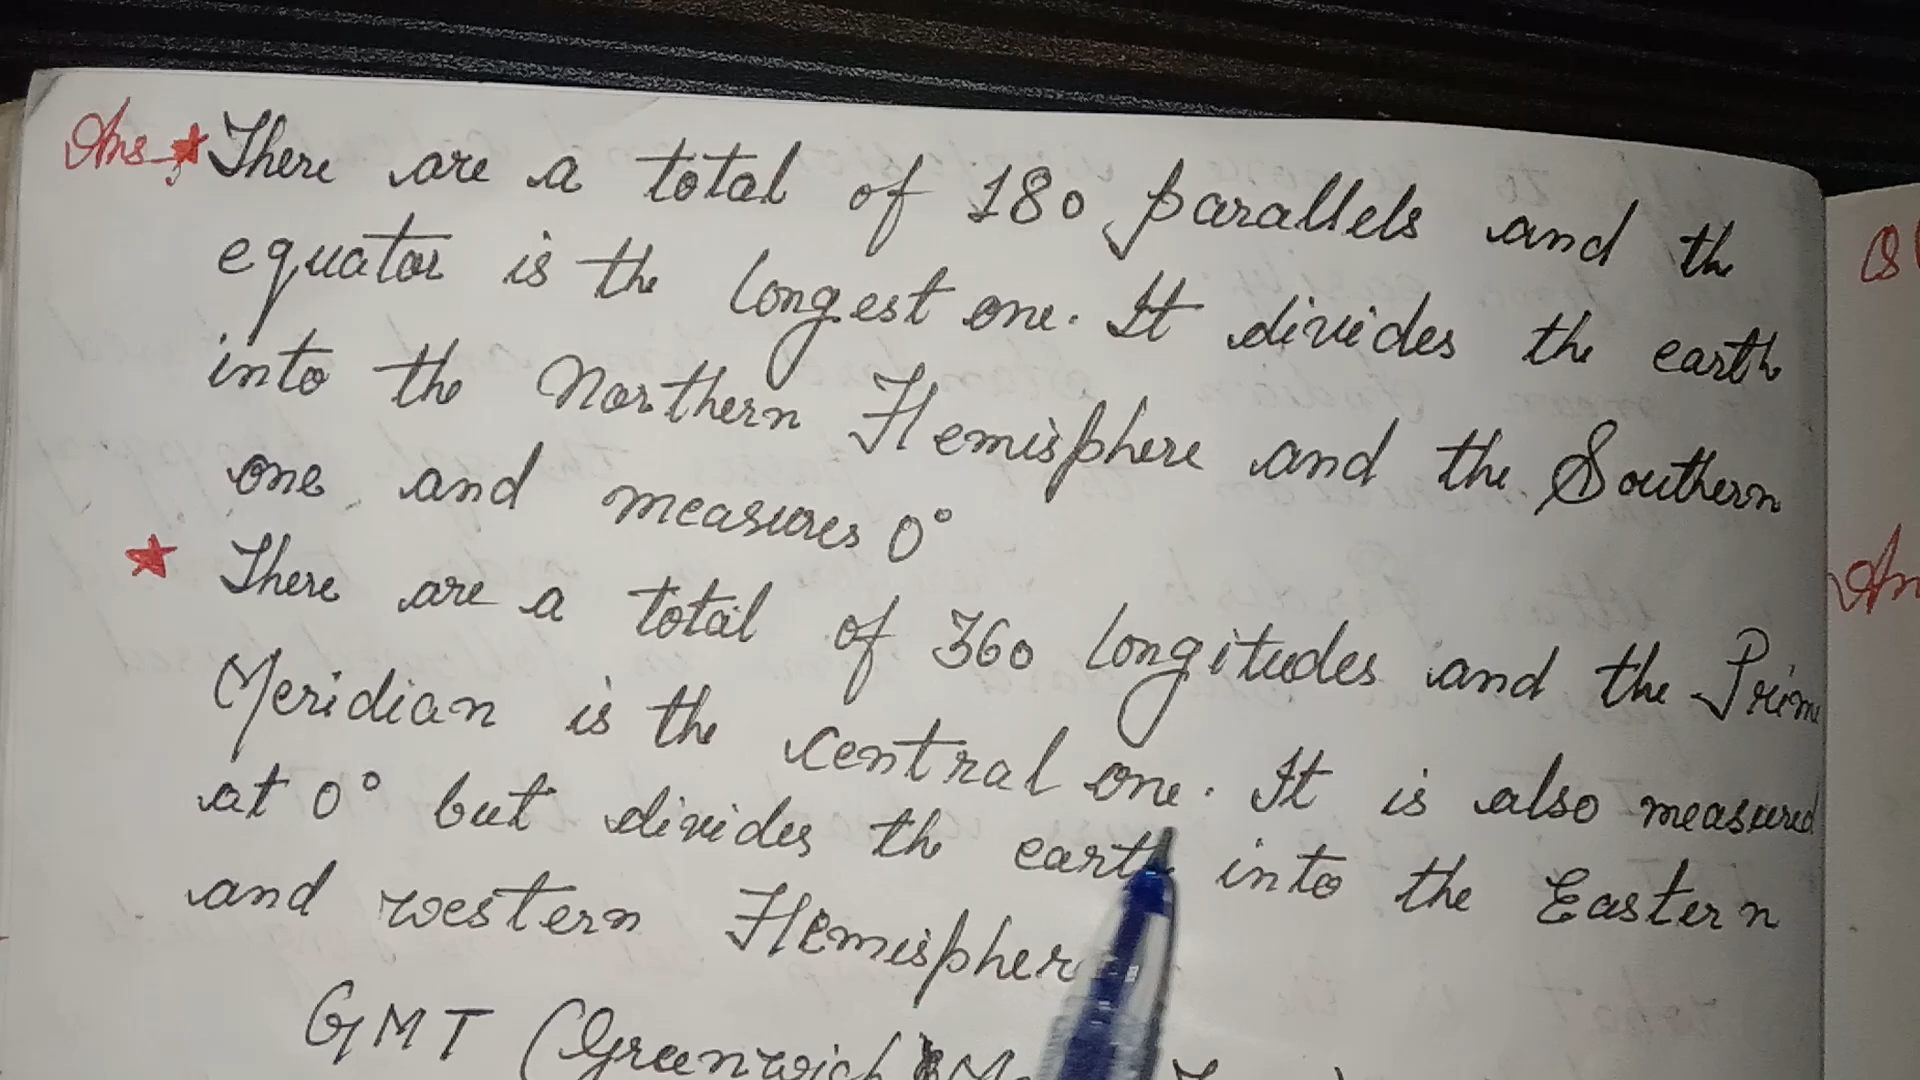 Ans→ ★ There are a total of 180 parallels and the
equator is the longest one. It divides the earth
into the Northern Hemisphere and the Southern
one and measures 0°
★ There are a total of 360 longitudes and the Prime
Meridian is the central one. It is also measured
at 0° but divides the earth into the Eastern
and western Hemispher
GMT (Greenwich
Q
An